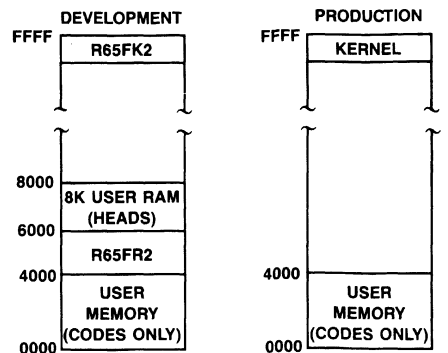 DEVELOPMENT
FFFF
R65FK2
8000
8K USER RAM
(HEADS)
6000
R65FR2
4000
USER
MEMORY
(CODES ONLY)
0000
PRODUCTION
FFFF
KERNEL
4000
USER
MEMORY
(CODES ONLY)
0000